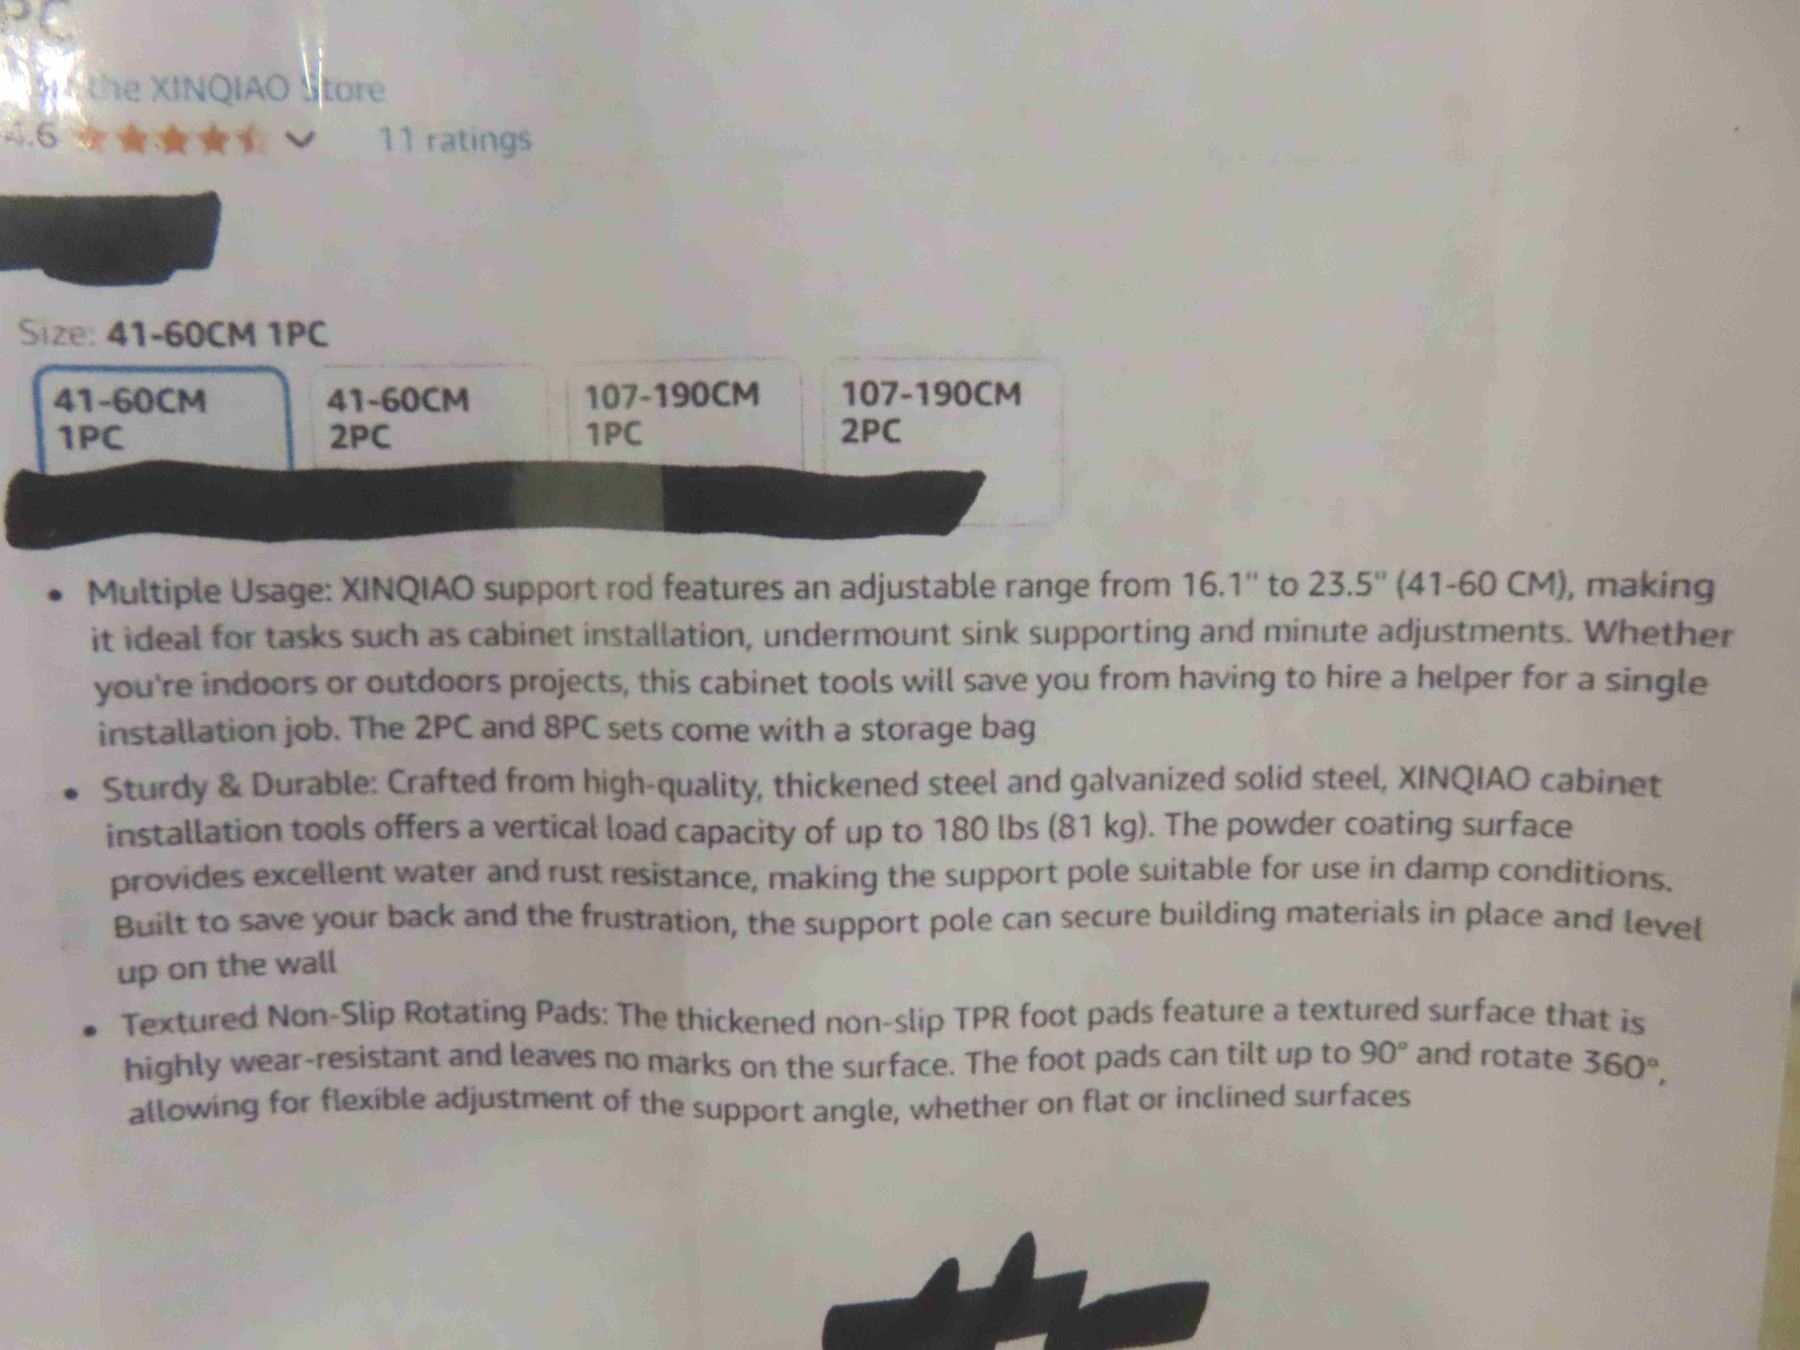 PC
the XINQIAO Store
4.6 11 ratings
Size: 41-60CM 1PC
41-60CM 41-60CM 107-190CM 107-190CM
1PC 2PC 1PC 2PC
• Multiple Usage: XINQIAO support rod features an adjustable range from 16.1" to 23.5" (41-60 CM), making
it ideal for tasks such as cabinet installation, undermount sink supporting and minute adjustments. Whether
you're indoors or outdoors projects, this cabinet tools will save you from having to hire a helper for a single
installation job. The 2PC and 8PC sets come with a storage bag
• Sturdy & Durable: Crafted from high-quality, thickened steel and galvanized solid steel, XINQIAO cabinet
installation tools offers a vertical load capacity of up to 180 lbs (81 kg). The powder coating surface
provides excellent water and rust resistance, making the support pole suitable for use in damp conditions.
Built to save your back and the frustration, the support pole can secure building materials in place and level
up on the wall
• Textured Non-Slip Rotating Pads: The thickened non-slip TPR foot pads feature a textured surface that is
highly wear-resistant and leaves no marks on the surface. The foot pads can tilt up to 90° and rotate 360°,
allowing for flexible adjustment of the support angle, whether on flat or inclined surfaces